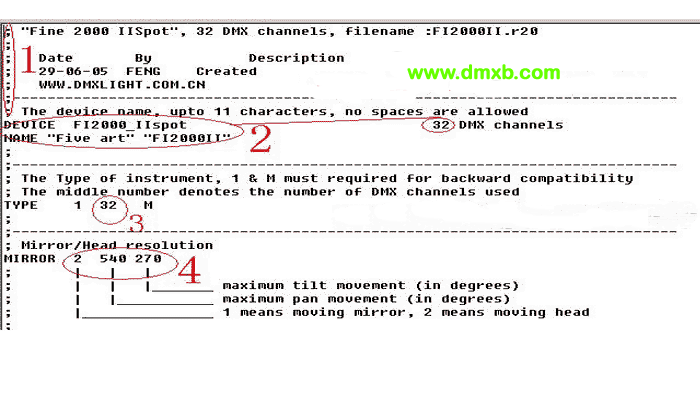 ; "Fine 2000 IISpot", 32 DMX channels, filename :FI2000II.r20
;
; Date By Description
; 29-06-05 FENG Created
; WWW.DMXLIGHT.COM.CN
www.dmxb.com
1
;
;------------------------------------------------
; The device name, upto 11 characters, no spaces are allowed
DEVICE FI2000_IIspot 32 DMX channels
NAME "Five art" "FI2000II"
2
;
;------------------------------------------------
; The Type of instrument, 1 & M must required for backward compatibility
; The middle number denotes the number of DMX channels used
TYPE 1 32 M
3
;
;------------------------------------------------
; Mirror/Head resolution
MIRROR 2 540 270
4
; | | |
; | | |________ maximum tilt movement (in degrees)
; | |_____________ maximum pan movement (in degrees)
; |__________________ 1 means moving mirror, 2 means moving head
;